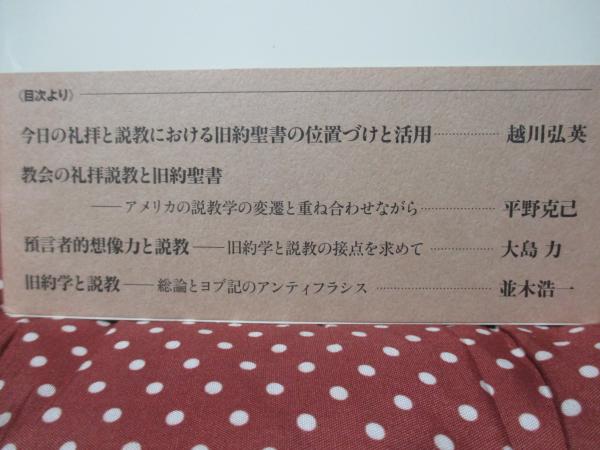 〈目次より〉
今日の礼拝と説教における旧約聖書の位置づけと活用………………越川弘英
教会の礼拝説教と旧約聖書
――アメリカの説教学の変遷と重ね合わせながら………………平野克己
預言者的想像力と説教――旧約学と説教の接点を求めて………………大島 力
旧約学と説教――総論とヨブ記のアンティフラシス………………並木浩一